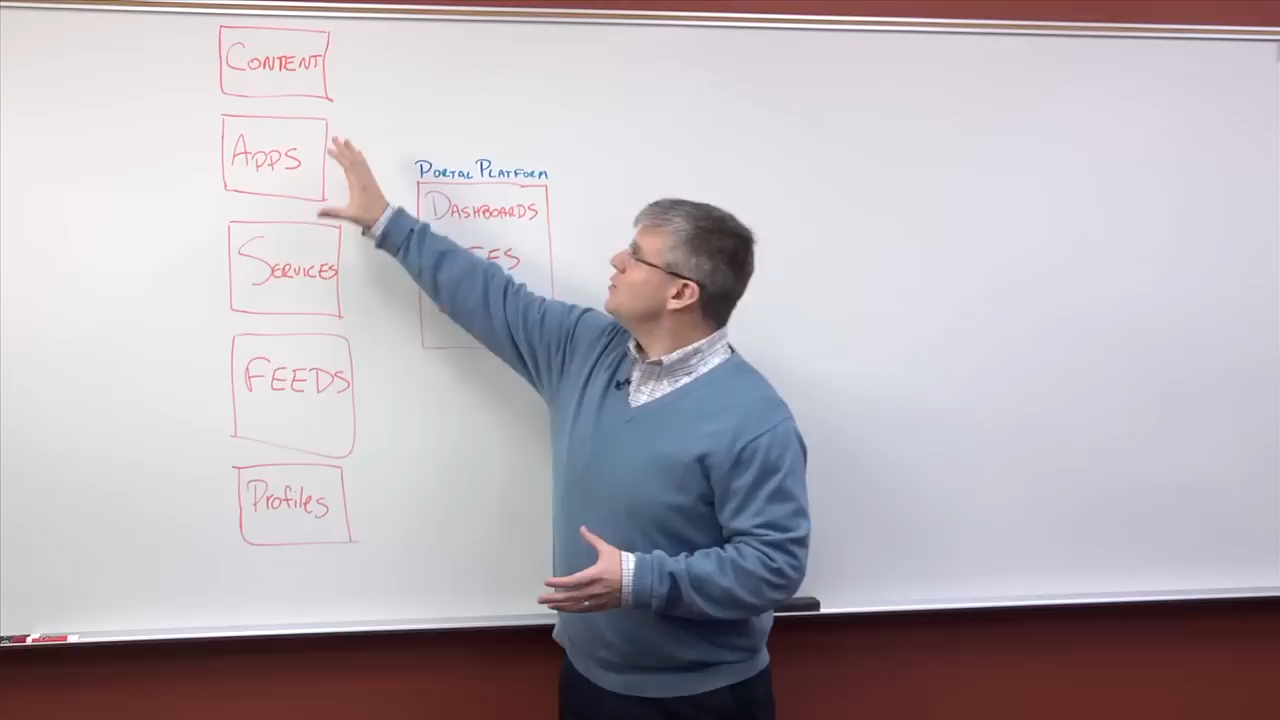 CONTENT
APPS
SERVICES
FEEDS
Profiles
PORTAL PLATFORM
DASHBOARDS